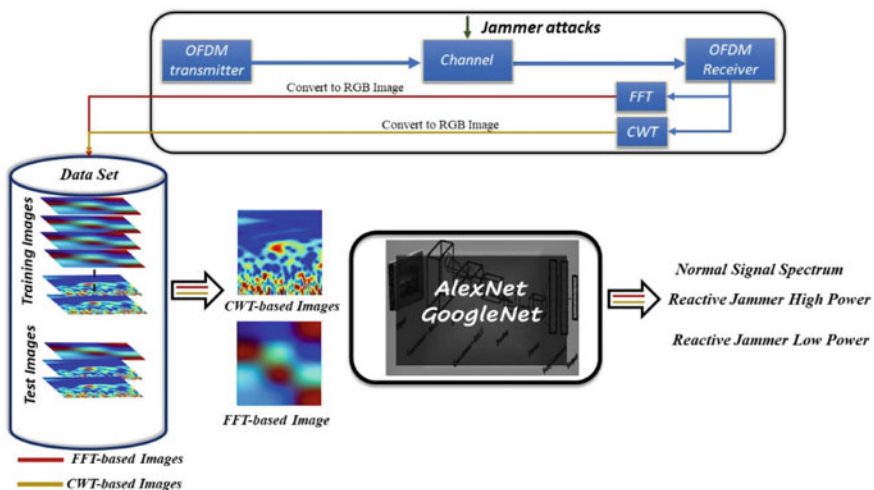 Jammer attacks
OFDM
transmitter
Channel
OFDM
Receiver
Convert to RGB Image
FFT
Convert to RGB Image
CWT
Data Set
Training Images
Test Images
CWT-based Images
FFT-based Image
AlexNet
GoogleNet
Normal Signal Spectrum
Reactive Jammer High Power
Reactive Jammer Low Power
FFT-based Images
CWT-based Images